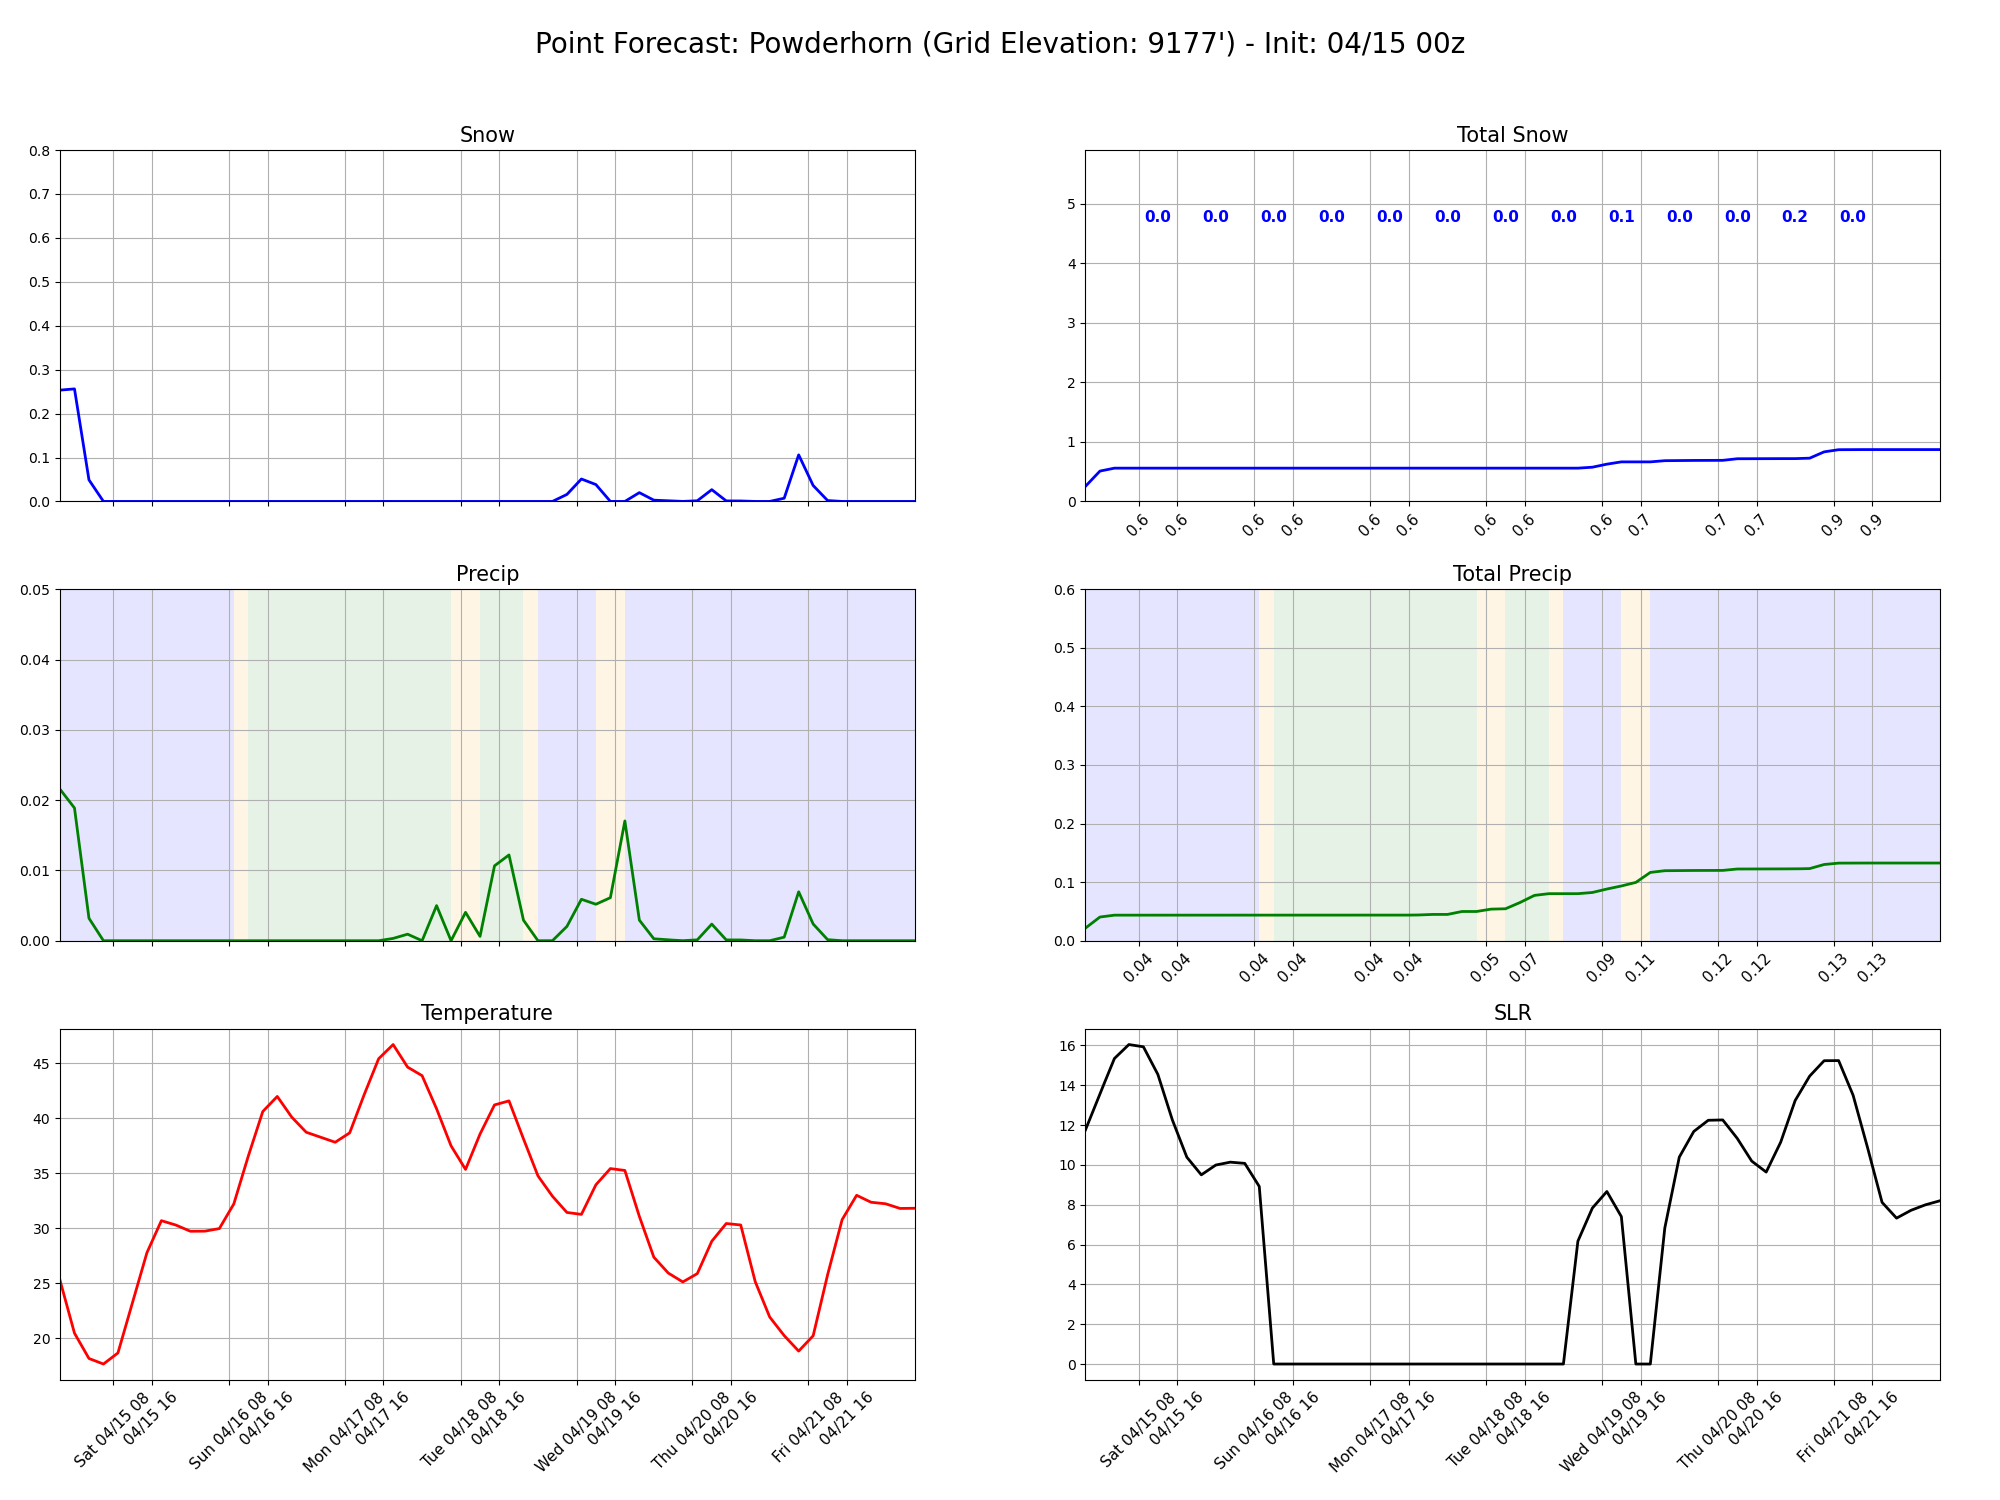 Point Forecast: Powderhorn (Grid Elevation: 9177') - Init: 04/15 00z
Snow
0.8
0.7
0.6
0.5
0.4
0.3
0.2
0.1
0.0
Total Snow
5
4
3
2
1
0
0.0 0.0 0.0 0.0 0.0 0.0 0.0 0.0 0.1 0.0 0.0 0.2 0.0
0.6 0.6 0.6 0.6 0.6 0.6 0.6 0.6 0.6 0.7 0.7 0.7 0.9 0.9
Precip
0.05
0.04
0.03
0.02
0.01
0.00
Total Precip
0.6
0.5
0.4
0.3
0.2
0.1
0.0
0.04 0.04 0.04 0.04 0.04 0.04 0.05 0.07 0.09 0.11 0.12 0.12 0.13 0.13
Temperature
45
40
35
30
25
20
Sat 04/15 08
04/15 16
Sun 04/16 08
04/16 16
Mon 04/17 08
04/17 16
Tue 04/18 08
04/18 16
Wed 04/19 08
04/19 16
Thu 04/20 08
04/20 16
Fri 04/21 08
04/21 16
SLR
16
14
12
10
8
6
4
2
0
Sat 04/15 08
04/15 16
Sun 04/16 08
04/16 16
Mon 04/17 08
04/17 16
Tue 04/18 08
04/18 16
Wed 04/19 08
04/19 16
Thu 04/20 08
04/20 16
Fri 04/21 08
04/21 16